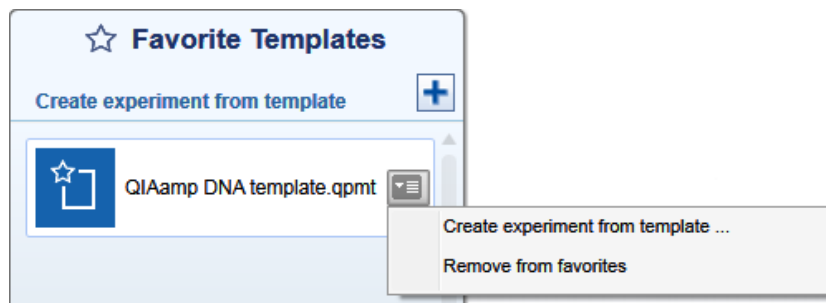 Favorite Templates
Create experiment from template
QIAamp DNA template.qpmt
Create experiment from template ...
Remove from favorites